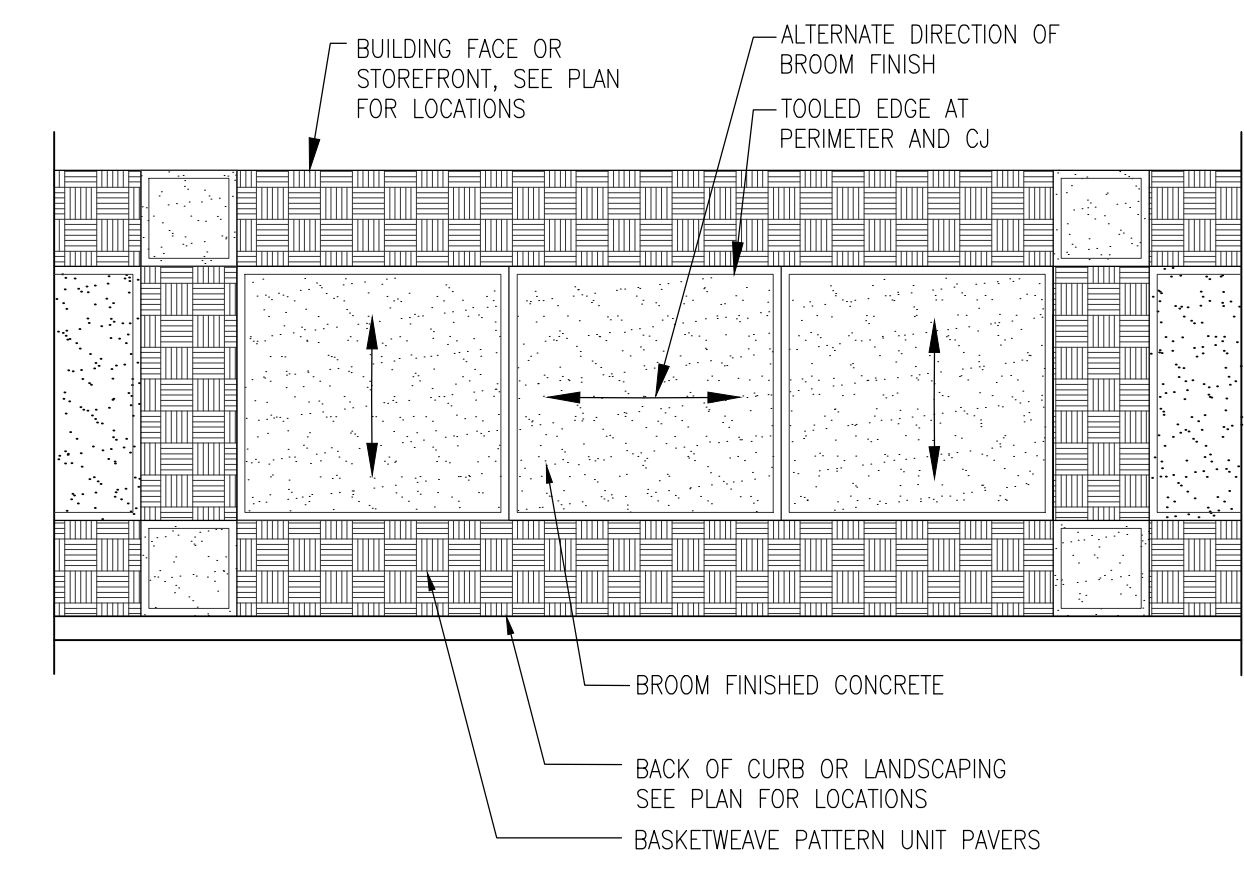 BUILDING FACE OR
STOREFRONT, SEE PLAN
FOR LOCATIONS
ALTERNATE DIRECTION OF
BROOM FINISH
TOOLED EDGE AT
PERIMETER AND CJ
BROOM FINISHED CONCRETE
BACK OF CURB OR LANDSCAPING
SEE PLAN FOR LOCATIONS
BASKETWEAVE PATTERN UNIT PAVERS